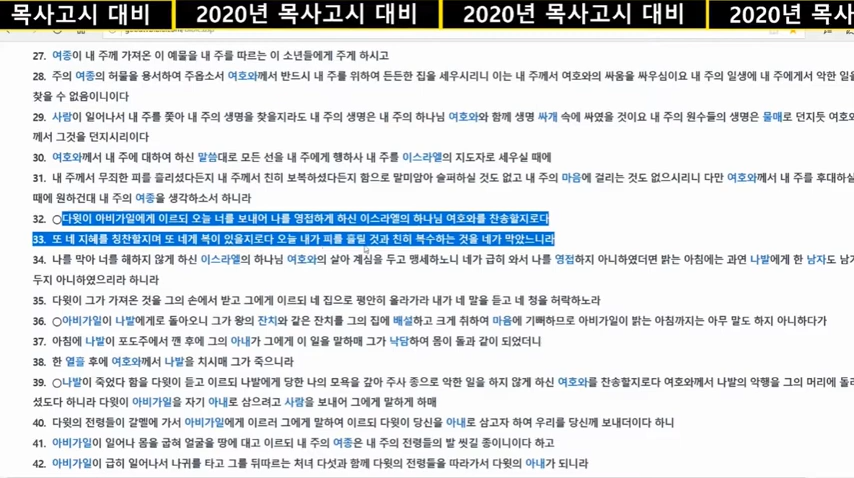 목사고시 대비 2020년 목사고시 대비 2020년 목사고시 대비 2020년 목사
27. 여종이 내 주께 가져온 이 예물을 내 주를 따르는 이 소년들에게 주게 하시고
28. 주의 여종의 허물을 용서하여 주옵소서 여호와께서 반드시 내 주를 위하여 든든한 집을 세우시리니 이는 내 주께서 여호와의 싸움을 싸우심이요 내 주의 일생에 내 주에게서 악한 일을
찾을 수 없음이니이다
29. 사람이 일어나서 내 주를 쫓아 내 주의 생명을 찾을지라도 내 주의 생명은 내 주의 하나님 여호와와 함께 생명 싸개 속에 싸였을 것이요 내 주의 원수들의 생명은 물매로 던지듯 여호와
께서 그것을 던지시리이다
30. 여호와께서 내 주에 대하여 하신 말씀대로 모든 선을 내 주에게 행하사 내 주를 이스라엘의 지도자로 세우실 때에
31. 내 주께서 무죄한 피를 흘리셨다든지 내 주께서 친히 보복하셨다든지 함으로 말미암아 슬퍼하실 것도 없고 내 주의 마음에 걸리는 것도 없으시리니 다만 여호와께서 내 주를 후대하실
때에 원하건대 내 주의 여종을 생각하소서 하니라
32. ○다윗이 아비가일에게 이르되 오늘 너를 보내어 나를 영접하게 하신 이스라엘의 하나님 여호와를 찬송할지로다
33. 또 네 지혜를 칭찬할지며 또 네게 복이 있을지로다 오늘 내가 피를 흘릴 것과 친히 복수하는 것을 네가 막았느니라
34. 나를 막아 너를 해하지 않게 하신 이스라엘의 하나님 여호와의 살아 계심을 두고 맹세하노니 네가 급히 와서 나를 영접하지 아니하였더면 밝는 아침에는 과연 나발에게 한 남자도 남겨
두지 아니하였으리라 하니라
35. 다윗이 그가 가져온 것을 그의 손에서 받고 그에게 이르되 네 집으로 평안히 올라가라 내가 네 말을 듣고 네 청을 허락하노라
36. ○아비가일이 나발에게로 돌아오니 그가 왕의 잔치와 같은 잔치를 그의 집에 배설하고 크게 취하여 마음에 기뻐하므로 아비가일이 밝는 아침까지는 아무 말도 하지 아니하다가
37. 아침에 나발이 포도주에서 깬 후에 그의 아내가 그에게 이 일을 말하매 그가 낙담하여 몸이 돌과 같이 되었더니
38. 한 열흘 후에 여호와께서 나발을 치시매 그가 죽으니라
39. ○나발이 죽었다 함을 다윗이 듣고 이르되 나발에게 당한 나의 모욕을 갚아 주사 종으로 악한 일을 하지 않게 하신 여호와를 찬송할지로다 여호와께서 나발의 악행을 그의 머리에 돌리
셨도다 하니라 다윗이 아비가일을 자기 아내로 삼으려고 사람을 보내어 그에게 말하게 하매
40. 다윗의 전령들이 갈멜에 가서 아비가일에게 이르러 그에게 말하여 이르되 다윗이 당신을 아내로 삼고자 하여 우리를 당신께 보내더이다 하니
41. 아비가일이 일어나 몸을 굽혀 얼굴을 땅에 대고 이르되 내 주의 여종은 내 주의 전령들의 발 씻길 종이니이다 하고
42. 아비가일이 급히 일어나서 나귀를 타고 그를 뒤따르는 처녀 다섯과 함께 다윗의 전령들을 따라가서 다윗의 아내가 되니라